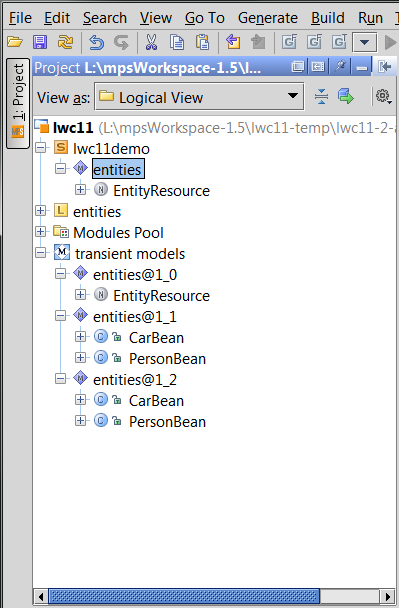 File Edit Search View Go To Generate Build Run T
1: Project
Project L:\mpsWorkspace-1.5\l...
View as: Logical View
lwc11 (L:\mpsWorkspace-1.5\lwc11-temp\lwc11-2-a
S lwc11demo
M entities
N EntityResource
L entities
Modules Pool
M transient models
M entities@1_0
N EntityResource
M entities@1_1
C CarBean
C PersonBean
M entities@1_2
C CarBean
C PersonBean